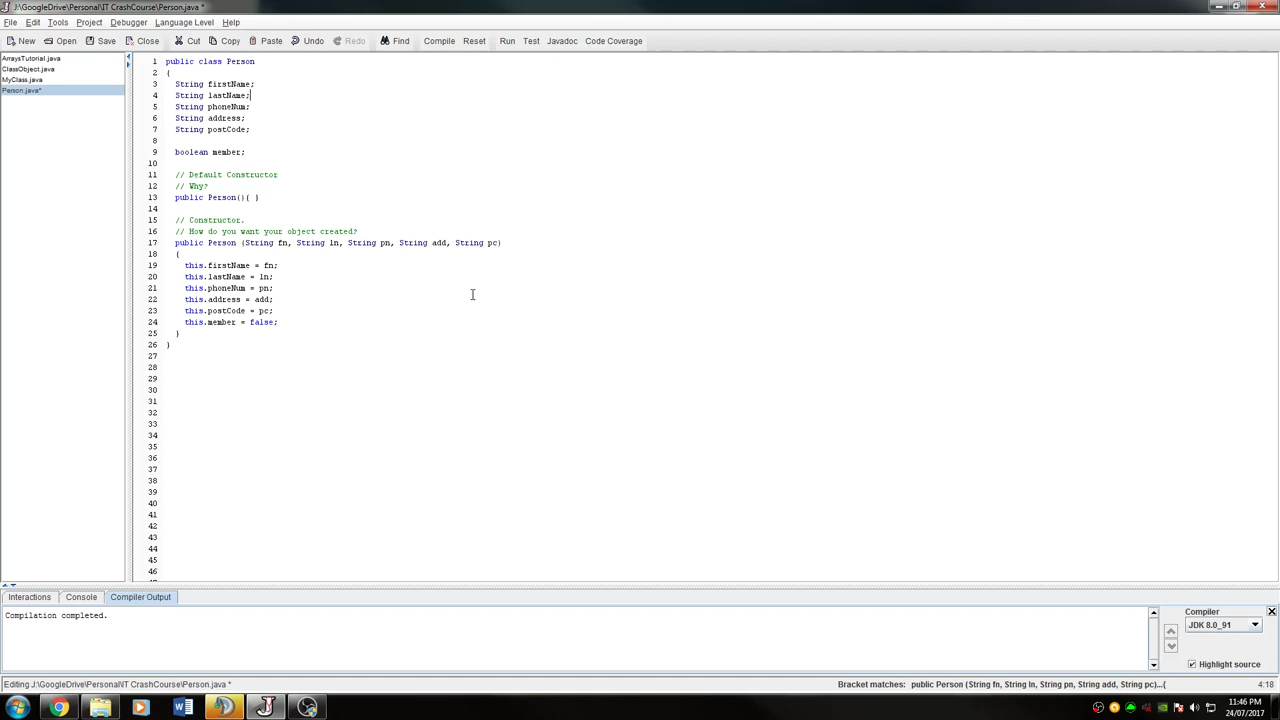 J:\GoogleDrive\Personal\IT CrashCourse\Person.java *
File Edit Tools Project Debugger Language Level Help
New Open Save Close Cut Copy Paste Undo Redo Find Compile Reset Run Test Javadoc Code Coverage
ArraysTutorial.java
ClassObject.java
MyClass.java
Person.java*
1 public class Person
2 {
3 String firstName;
4 String lastName;
5 String phoneNum;
6 String address;
7 String postCode;
8
9 boolean member;
10
11 // Default Constructor
12 // Why?
13 public Person(){ }
14
15 // Constructor.
16 // How do you want your object created?
17 public Person (String fn, String ln, String pn, String add, String pc)
18 {
19 this.firstName = fn;
20 this.lastName = ln;
21 this.phoneNum = pn;
22 this.address = add;
23 this.postCode = pc;
24 this.member = false;
25 }
26 }
27
28
29
30
31
32
33
34
35
36
37
38
39
40
41
42
43
44
45
46
Interactions Console Compiler Output
Compilation completed.
Compiler
JDK 8.0_91
Highlight source
Editing J:\GoogleDrive\Personal\IT CrashCourse\Person.java * Bracket matches: public Person (String fn, String ln, String pn, String add, String pc)...{ 4:18
11:46 PM
24/07/2017